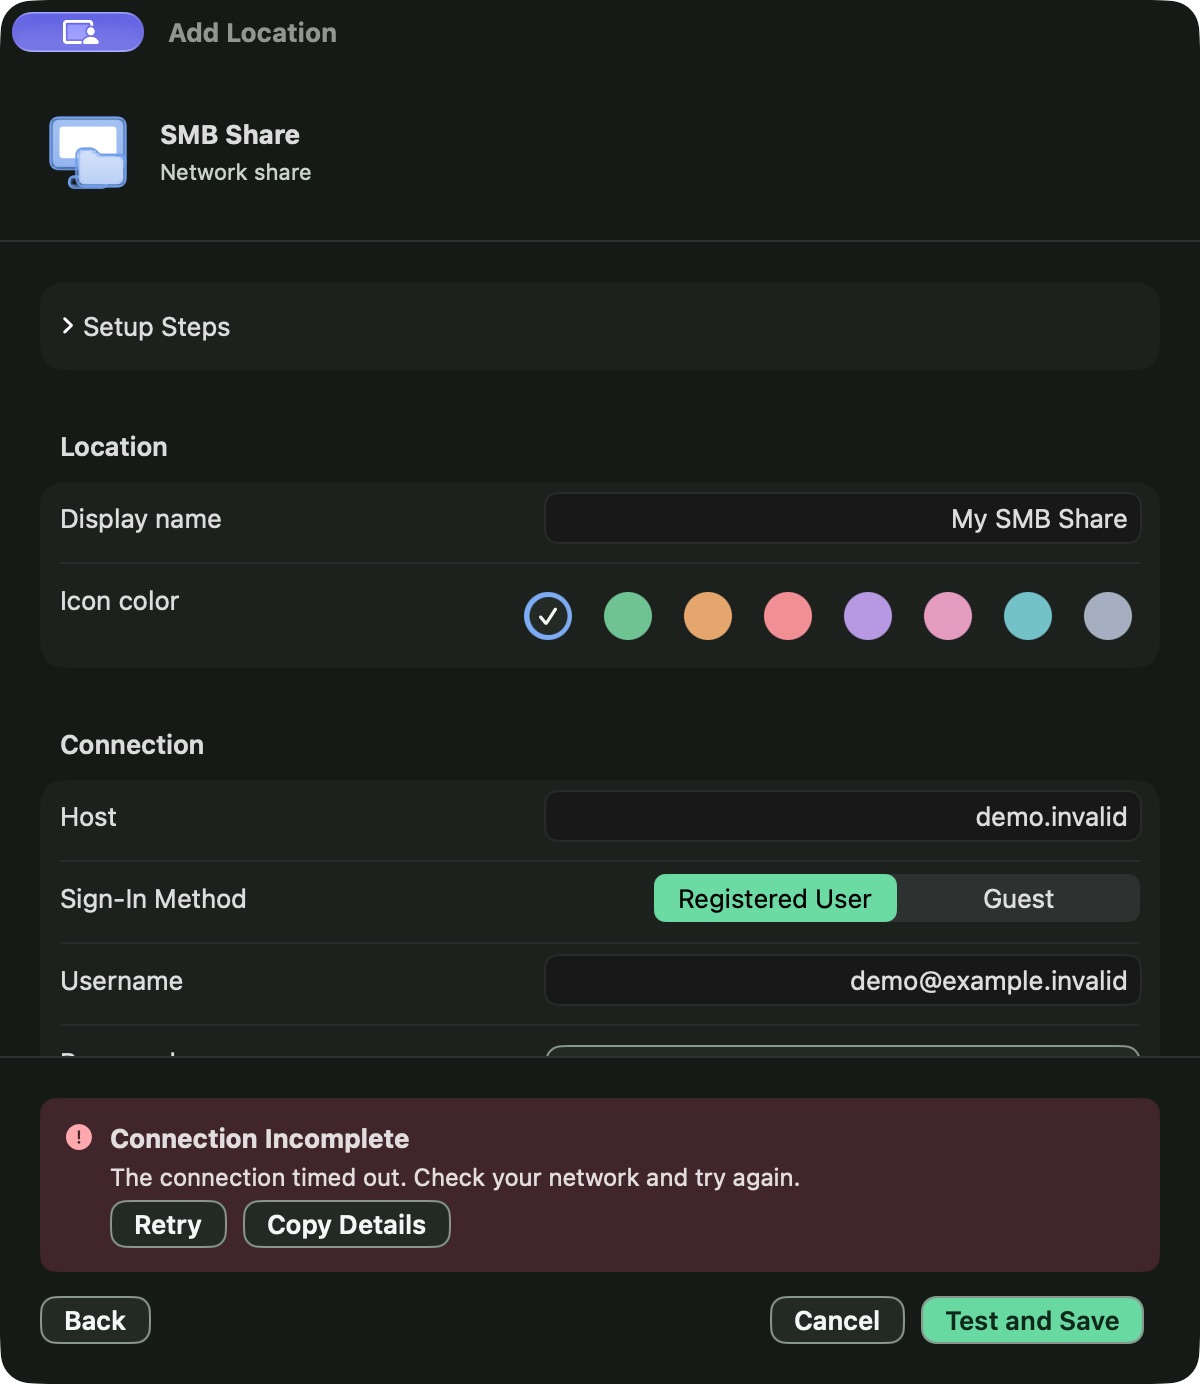 Add Location
SMB Share
Network share
Setup Steps
Location
Display name
My SMB Share
Icon color
Connection
Host
demo.invalid
Sign-In Method
Registered User
Guest
Username
demo@example.invalid
Connection Incomplete
The connection timed out. Check your network and try again.
Retry
Copy Details
Back
Cancel
Test and Save